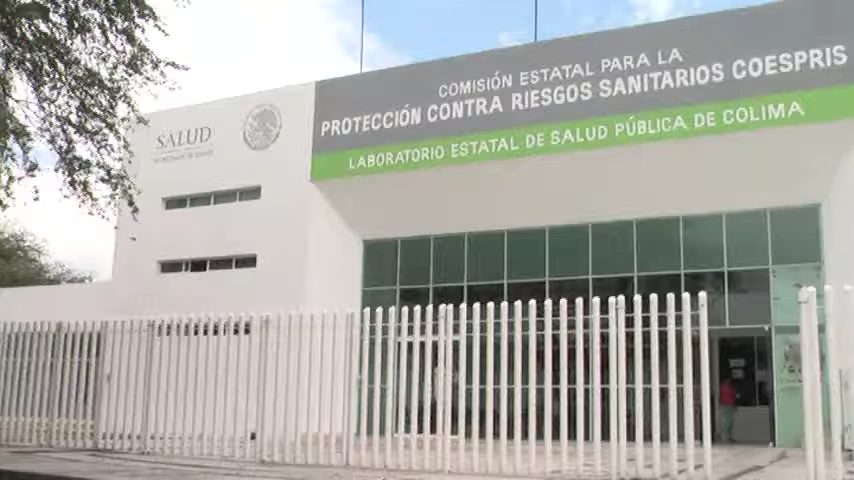 COMISIÓN ESTATAL PARA LA
PROTECCIÓN CONTRA RIESGOS SANITARIOS COESPRIS
LABORATORIO ESTATAL DE SALUD PÚBLICA DE COLIMA
SALUD